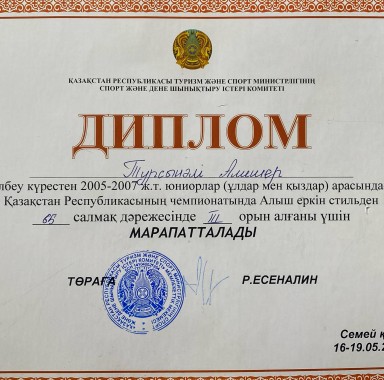 ҚАЗАҚСТАН РЕСПУБЛИКАСЫ ТУРИЗМ ЖӘНЕ СПОРТ МИНИСТРЛІГІНІҢ
СПОРТ ЖӘНЕ ДЕНЕ ШЫНЫҚТЫРУ ІСТЕРІ КОМИТЕТІ
ДИПЛОМ
Алишер
лбеу күрестен 2005-2007 ж.т. юниорлар (ұлдар мен қыздар) арасында
Қазақстан Республикасының чемпионатында Алыш еркін стильден
65 салмақ дәрежесінде III орын алғаны үшін
МАРАПАТТАЛАДЫ
ТӨРАҒА Р.ЕСЕНАЛИН
Семей қ
16-19.05.2